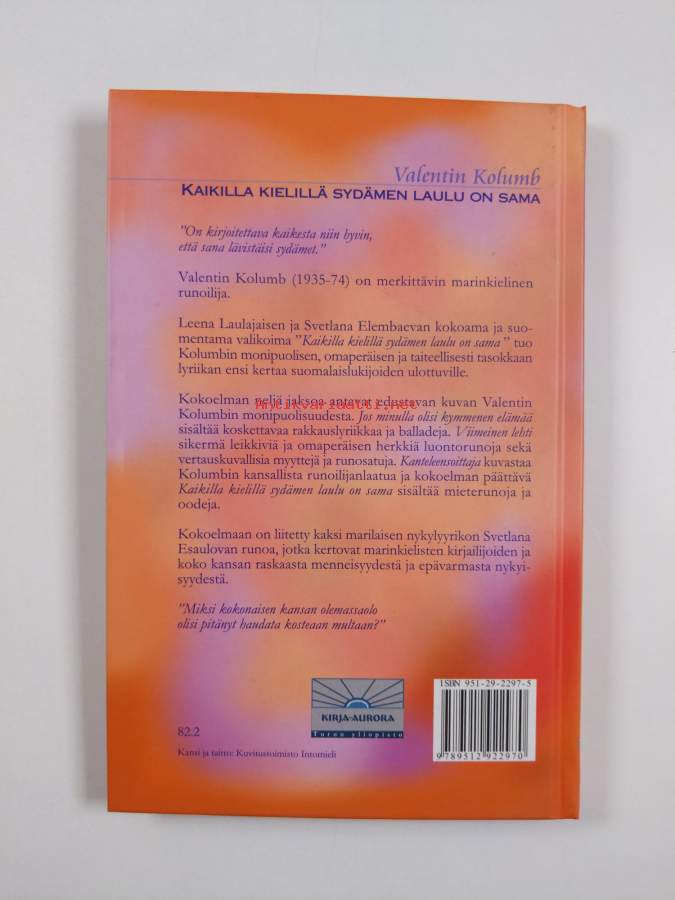 Valentin Kolumb
KAIKILLA KIELILLÄ SYDÄMEN LAULU ON SAMA
”On kirjoitettava kaikesta niin hyvin,
että sana lävistäisi sydämet.”
Valentin Kolumb (1935-74) on merkittävin marinkielinen
runoilija.
Leena Laulajaisen ja Svetlana Elembaevan kokoama ja suo-
mentama valikoima ”Kaikilla kielillä sydämen laulu on sama” tuo
Kolumbin monipuolisen, omaperäisen ja taiteellisesti tasokkaan
lyriikan ensi kertaa suomalaislukijoiden ulottuville.
Kokoelman neljä jaksoa antavat edustavan kuvan Valentin
Antikvariaatti.net
Kolumbin monipuolisuudesta. Jos minulla olisi kymmenen elämää
sisältää koskettavaa rakkauslyriikkaa ja balladeja. Viimeinen lehti
sikermä leikkiviä ja omaperäisen herkkiä luontorunoja sekä
vertauskuvallisia myyttejä ja runosatuja. Kanteleensoittaja kuvastaa
Kolumbin kansallista runoilijanlaatua ja kokoelman päättävä
Kaikilla kielillä sydämen laulu on sama sisältää mieterunoja ja
oodeja.
Kokoelmaan on liitetty kaksi marilaisen nykylyyrikon Svetlana
Esaulovan runoa, jotka kertovat marinkielisten kirjailijoiden ja
koko kansan raskaasta menneisyydestä ja epävarmasta nykyi-
syydestä.
”Miksi kokonaisen kansan olemassaolo
olisi pitänyt haudata kosteaan multaan?”
KIRJA-AURORA
Turun yliopisto
82.2
Kansi ja taitto: Kuvitustoimisto Intomieli
ISBN 951-29-2297-5
9 789512 922970